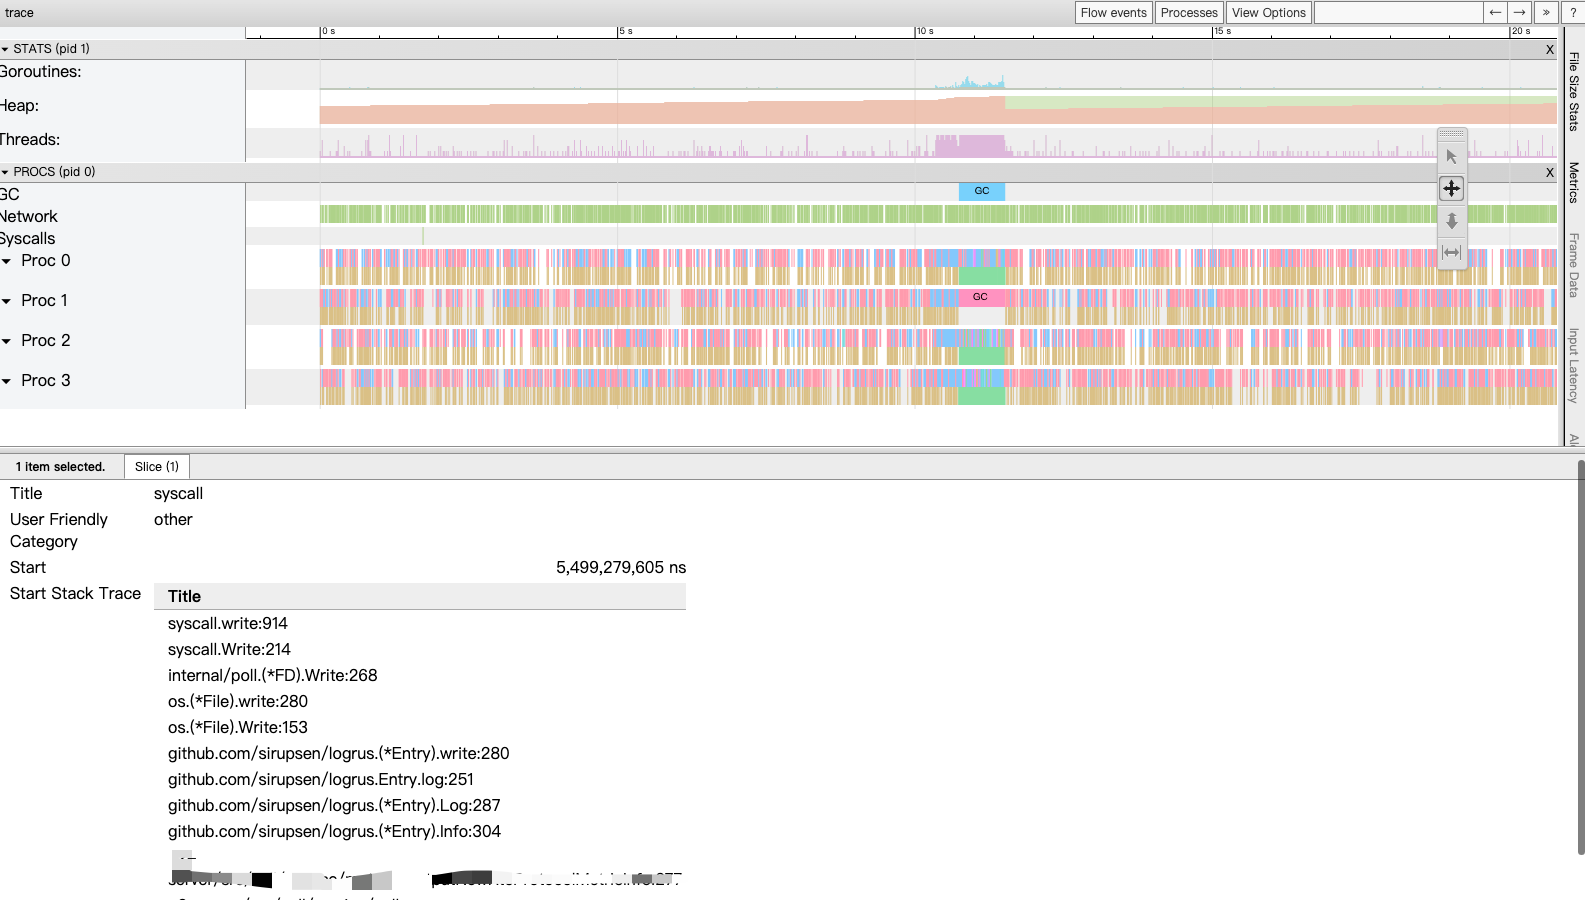 trace
Flow events
Processes
View Options
←
→
»
?
0 s
5 s
10 s
15 s
20 s
STATS (pid 1)
X
Goroutines:
Heap:
Threads:
PROCS (pid 0)
X
GC
GC
Network
Syscalls
Proc 0
Proc 1
GC
Proc 2
Proc 3
File Size Stats
Metrics
Frame Data
Input Latency
1 item selected.
Slice (1)
Title syscall
User Friendly Category other
Start 5,499,279,605 ns
Start Stack Trace
Title
syscall.write:914
syscall.Write:214
internal/poll.(*FD).Write:268
os.(*File).write:280
os.(*File).Write:153
github.com/sirupsen/logrus.(*Entry).write:280
github.com/sirupsen/logrus.Entry.log:251
github.com/sirupsen/logrus.(*Entry).Log:287
github.com/sirupsen/logrus.(*Entry).Info:304